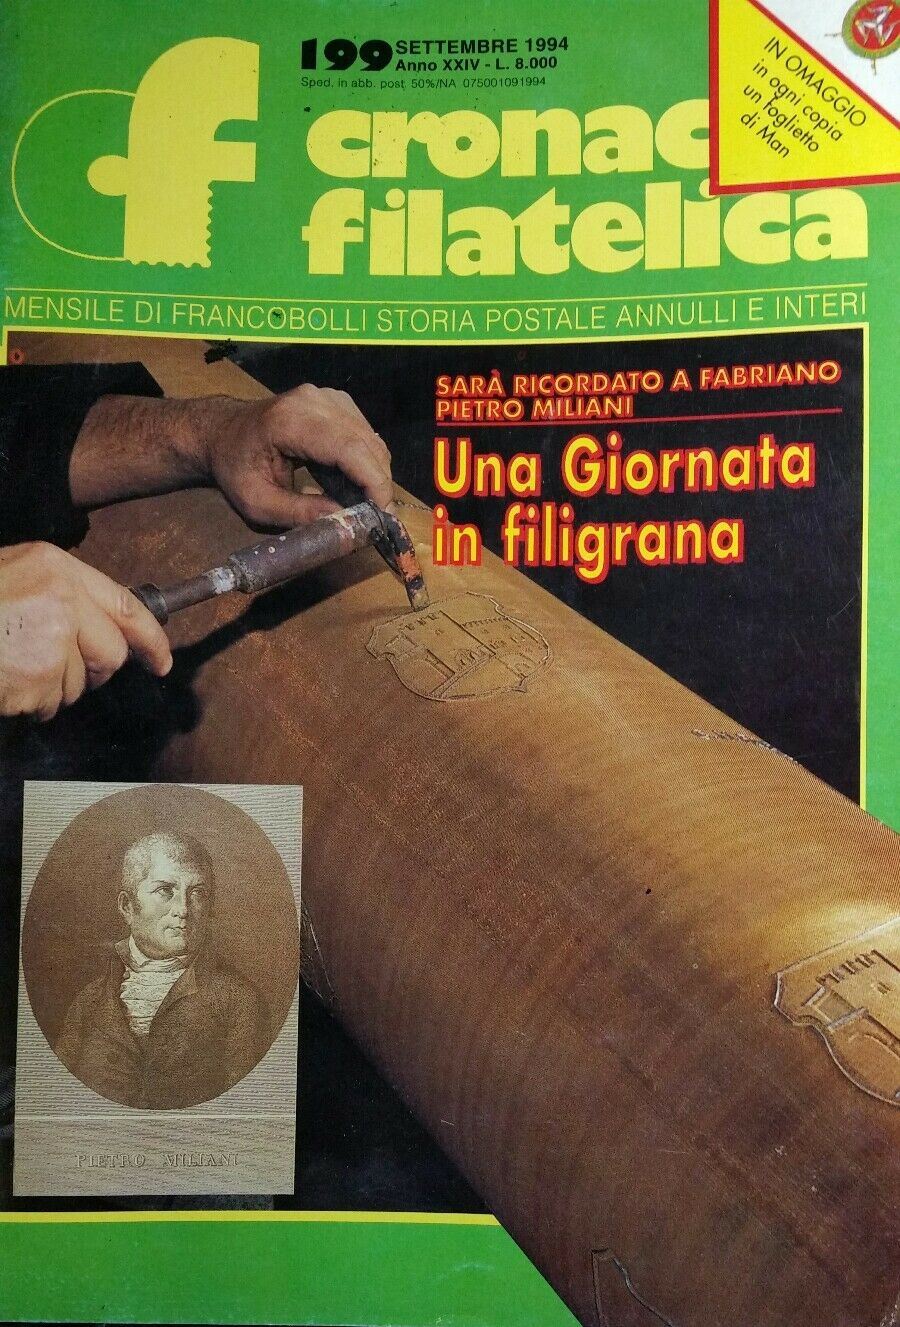 199 SETTEMBRE 1994
Anno XXIV - L. 8.000
Sped. in abb. post. 50%/NA 075001091994
IN OMAGGIO
in ogni copia
un foglietto
di Man
cf cronac
filatelica
MENSILE DI FRANCOBOLLI STORIA POSTALE ANNULLI E INTERI
SARÀ RICORDATO A FABRIANO
PIETRO MILIANI
Una Giornata
in filigrana
PIETRO MILIANI